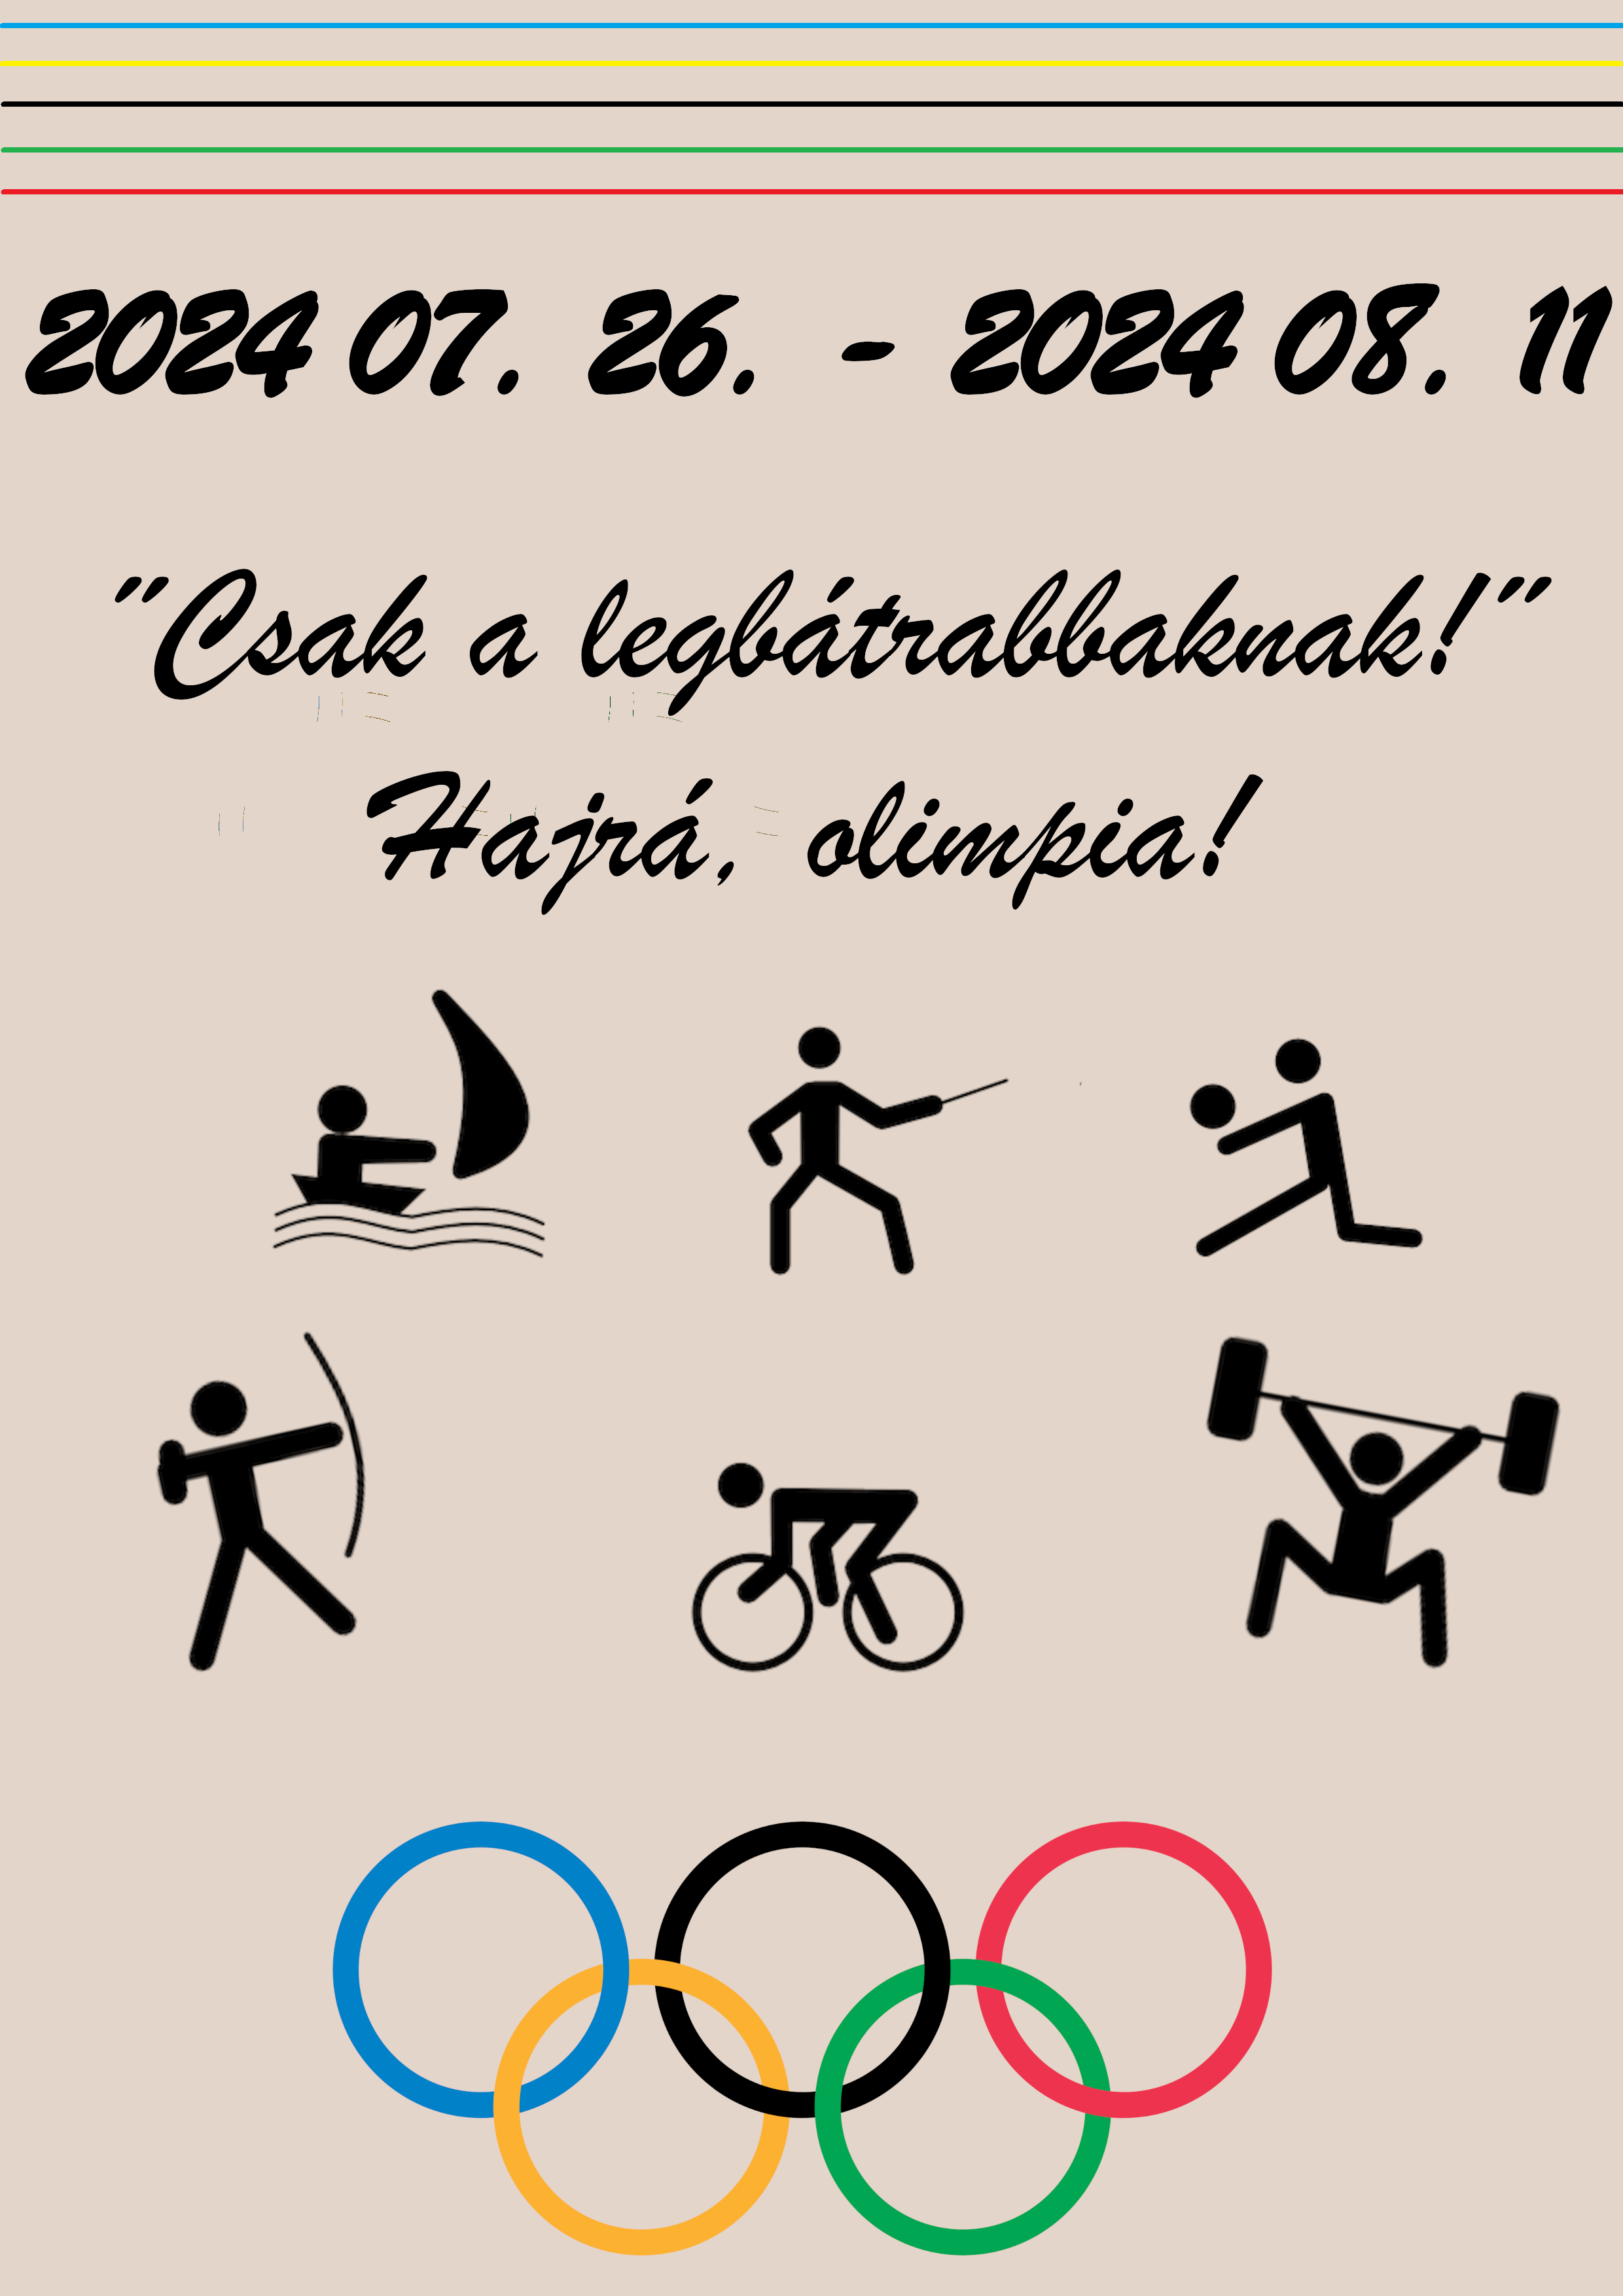 2024 07. 26. - 2024 08. 11
"Csak a legbátrabbaknak!"
Hajrá, olimpia!